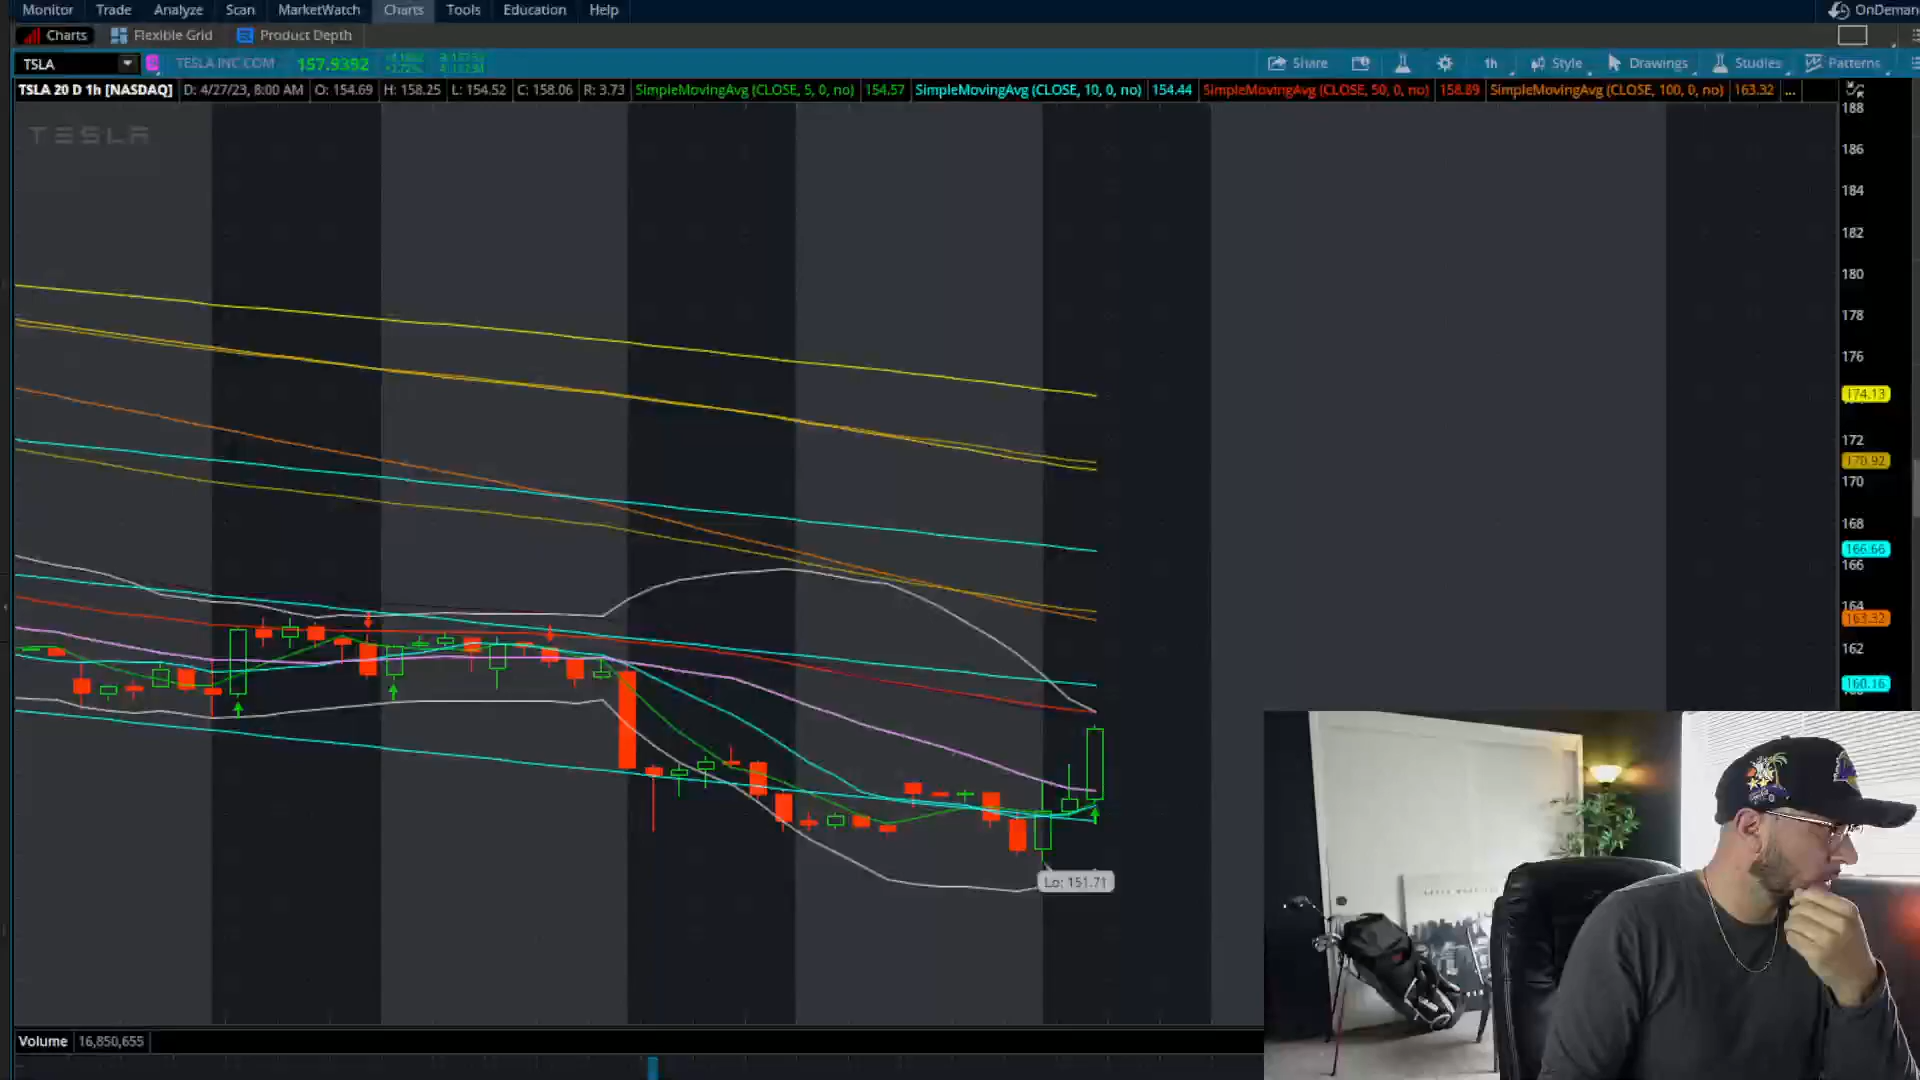 Monitor Trade Analyze Scan MarketWatch Charts Tools Education Help OnDeman
Charts Flexible Grid Product Depth
TSLA TESLA INC COM 157.9392 Share 1h Style Drawings Studies Patterns
TSLA 20 D 1h [NASDAQ] D: 4/27/23, 8:00 AM O: 154.69 H: 158.25 L: 154.52 C: 158.06 R: 3.73 SimpleMovingAvg (CLOSE, 5, 0, no) 154.57 SimpleMovingAvg (CLOSE, 10, 0, no) 154.44 SimpleMovingAvg (CLOSE, 50, 0, no) 158.89 SimpleMovingAvg (CLOSE, 100, 0, no) 163.32 ...
TESLA
188
186
184
182
180
178
176
174.13
172
170.92
170
168
166.66
166
164
163.32
162
160.16
Lo: 151.71
Volume 16,850,655